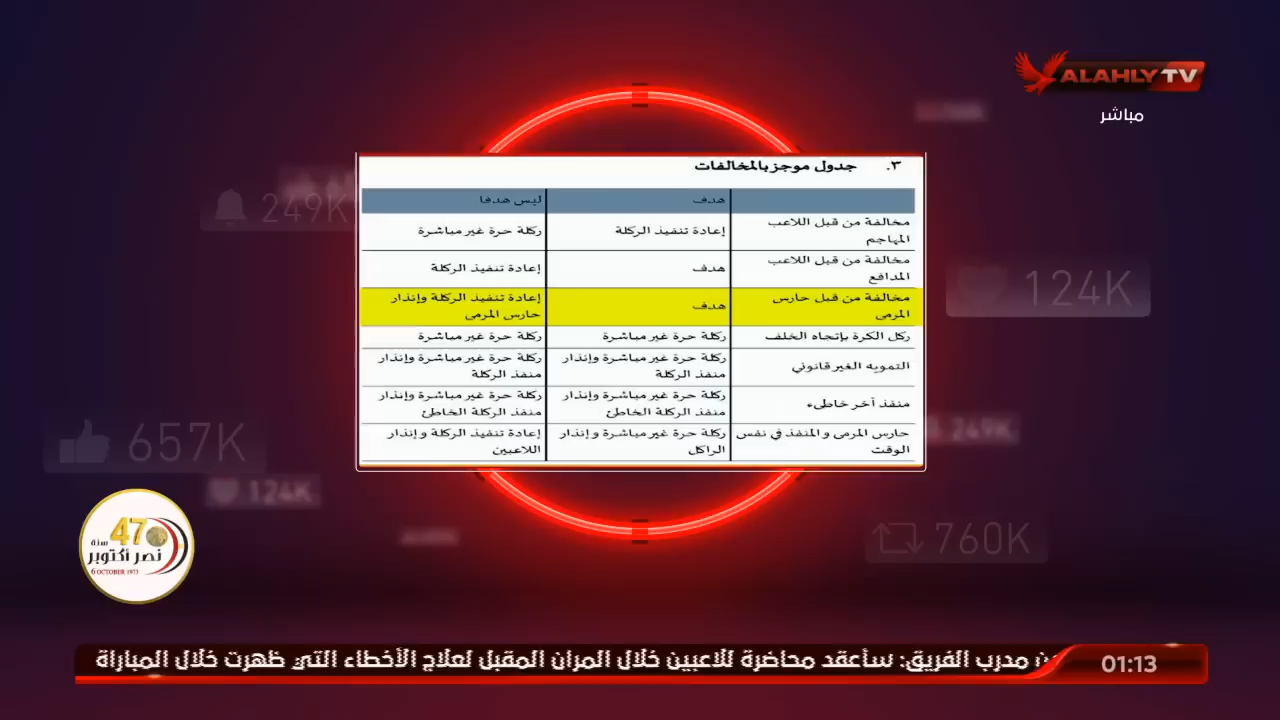 ALAHLY TV
مباشر
٣. جدول موجز بالمخالفات
هدف
ليس هدفا
مخالفة من قبل اللاعب
المهاجم
إعادة تنفيذ الركلة
ركلة حرة غير مباشرة
مخالفة من قبل اللاعب
المدافع
هدف
إعادة تنفيذ الركلة
مخالفة من قبل حارس
المرمى
هدف
إعادة تنفيذ الركلة وإنذار
حارس المرمى
ركل الكرة بإتجاه الخلف
ركلة حرة غير مباشرة
ركلة حرة غير مباشرة
التمويه الغير قانوني
ركلة حرة غير مباشرة وإنذار
منفذ الركلة
ركلة حرة غير مباشرة وإنذار
منفذ الركلة
منفذ آخر خاطىء
ركلة حرة غير مباشرة وإنذار
منفذ الركلة الخاطئ
ركلة حرة غير مباشرة وإنذار
منفذ الركلة الخاطئ
حارس المرمى و المنفذ في نفس
الوقت
ركلة حرة غير مباشرة و إنذار
الراكل
إعادة تنفيذ الركلة و إنذار
اللاعبين
249K
124K
657K
124K
249K
760K
47 سنة
نصر أكتوبر
6 OCTOBER 1973
مدرب الفريق: سأعقد محاضرة للاعبين خلال المران المقبل لعلاج الأخطاء التي ظهرت خلال المباراة
01:13